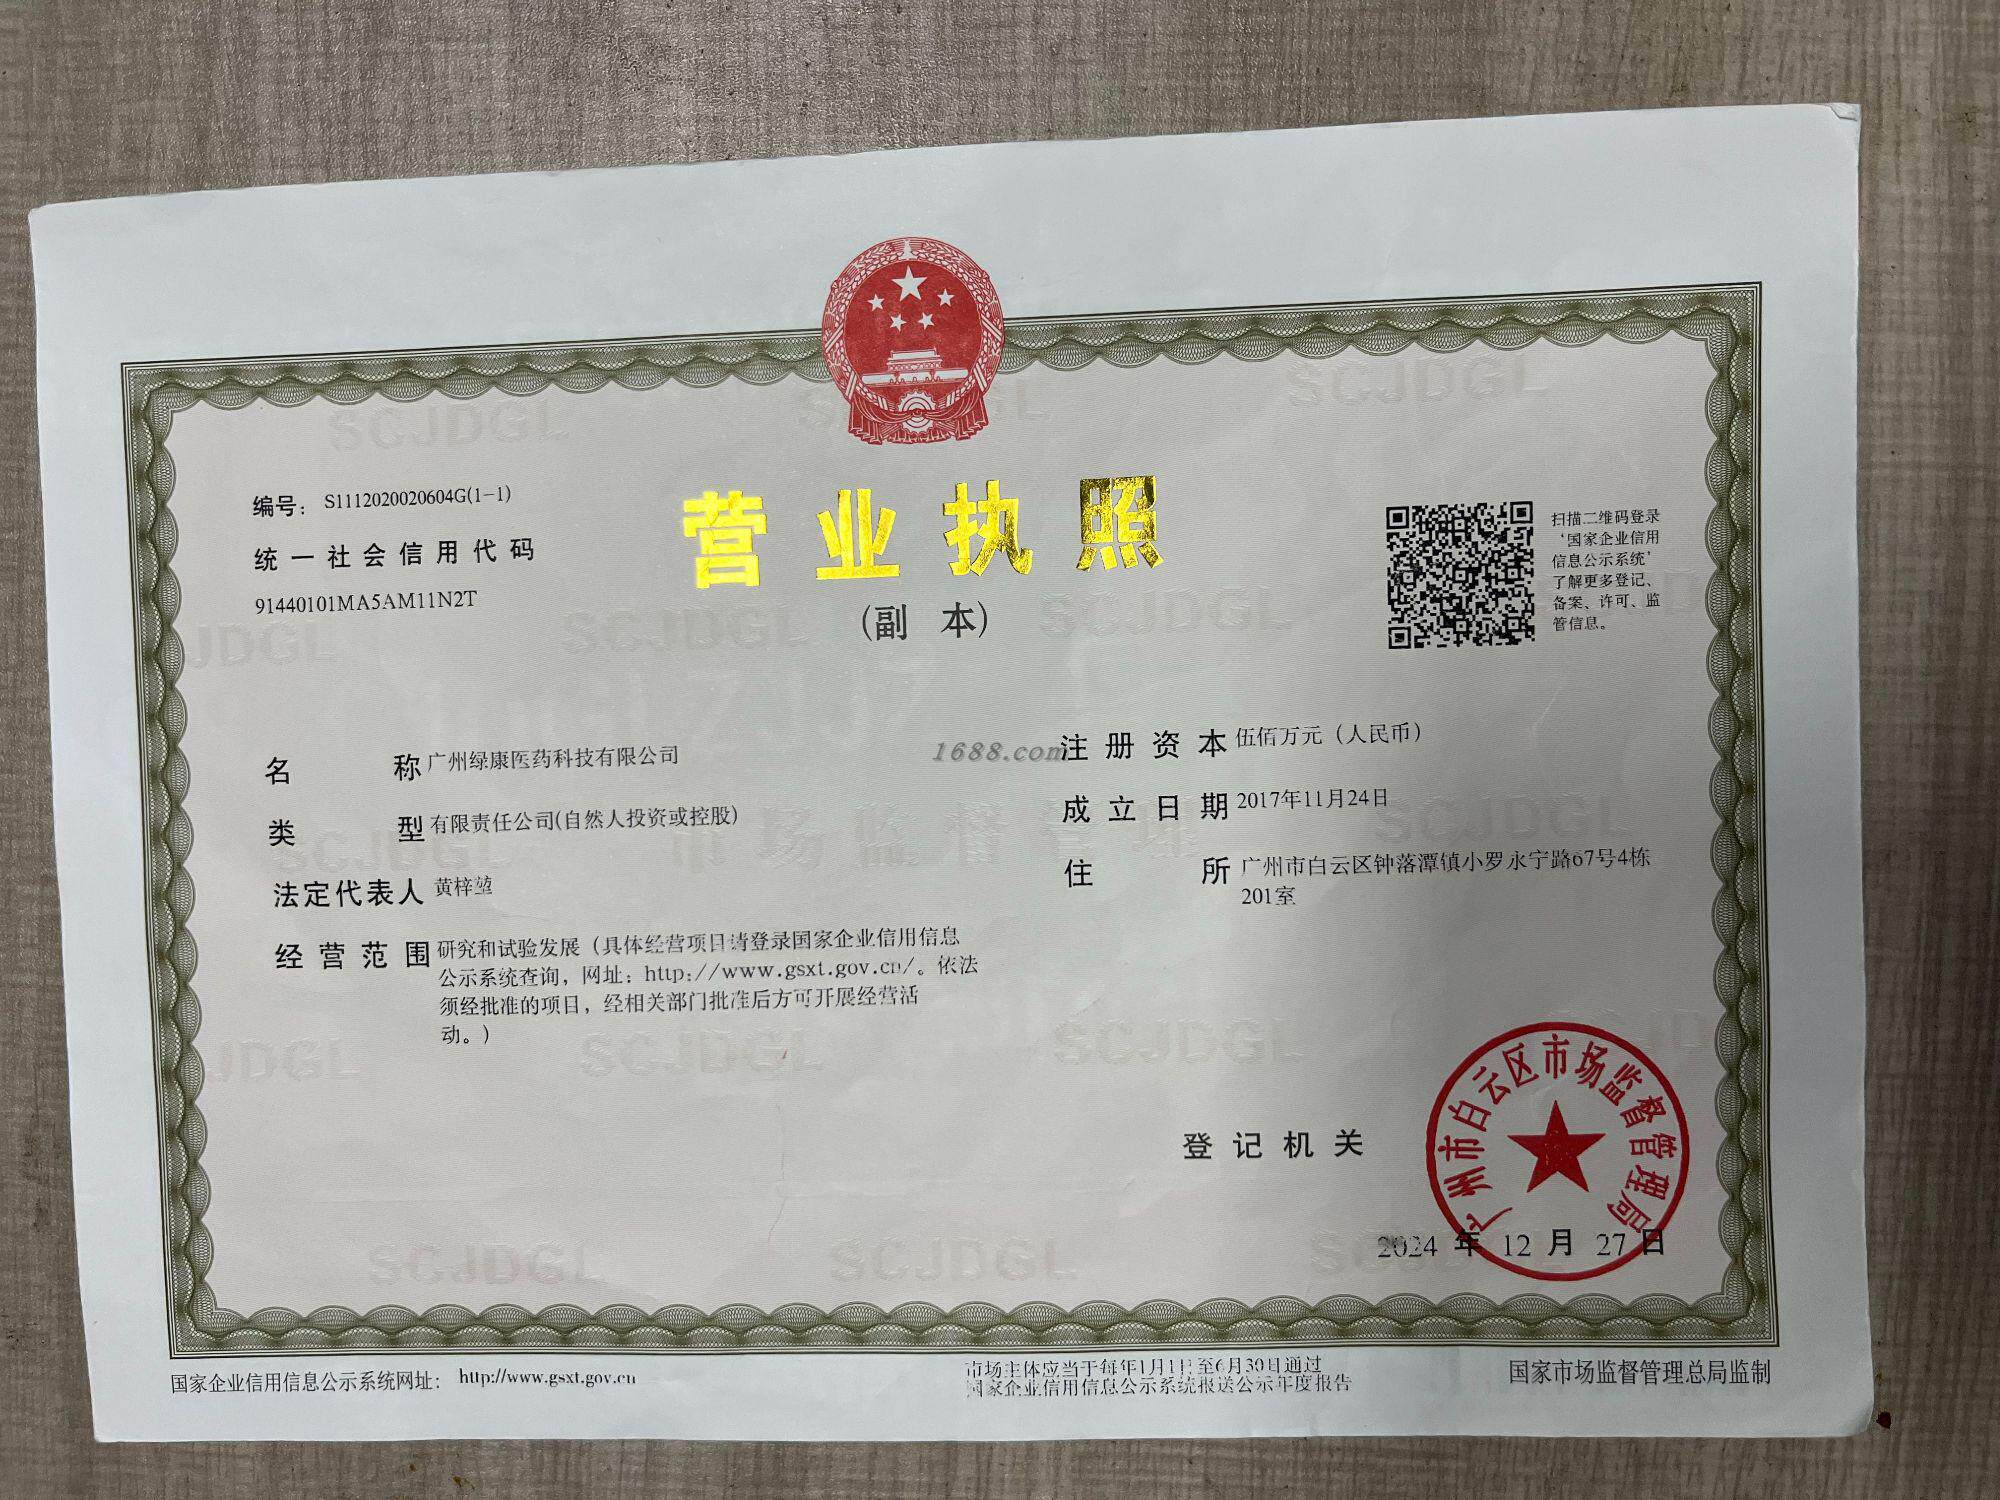 编号： S1112020020604G(1-1)
统一社会信用代码
91440101MA5AM11N2T
营业执照
（副 本）
扫描二维码登录
‘国家企业信用
信息公示系统’
了解更多登记、
备案、许可、监
管信息。
名 称 广州绿康医药科技有限公司
类 型 有限责任公司(自然人投资或控股)
法定代表人 黄梓堃
经营范围 研究和试验发展（具体经营项目请登录国家企业信用信息
公示系统查询，网址：http://www.gsxt.gov.cn/。依法
须经批准的项目，经相关部门批准后方可开展经营活
动。）
1688.com
注册资本 伍佰万元（人民币）
成立日期 2017年11月24日
住 所 广州市白云区钟落潭镇小罗永宁路67号4栋
201室
登记机关
广州市白云区市场监督管理局
2024 年 12 月 27 日
国家企业信用信息公示系统网址： http://www.gsxt.gov.cn
市场主体应当于每年1月1日至6月30日通过
国家企业信用信息公示系统报送公示年度报告
国家市场监督管理总局监制
SCJDGL
市场监督管理